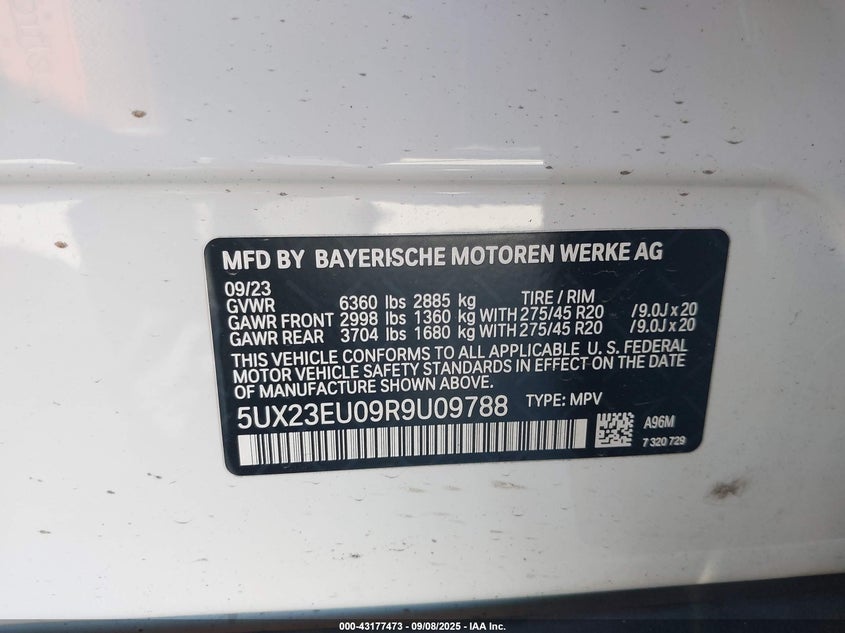 MFD BY BAYERISCHE MOTOREN WERKE AG
09/23
GVWR 6360 lbs 2885 kg TIRE / RIM
GAWR FRONT 2998 lbs 1360 kg WITH 275/45 R20 /9.0J x 20
GAWR REAR 3704 lbs 1680 kg WITH 275/45 R20 /9.0J x 20
THIS VEHICLE CONFORMS TO ALL APPLICABLE U. S. FEDERAL
MOTOR VEHICLE SAFETY STANDARDS IN EFFECT ON THE DATE
OF MANUFACTURE SHOWN ABOVE.
5UX23EU09R9U09788 TYPE: MPV
A96M
7 320 729
000-43177473 - 09/08/2025 - IAA Inc.